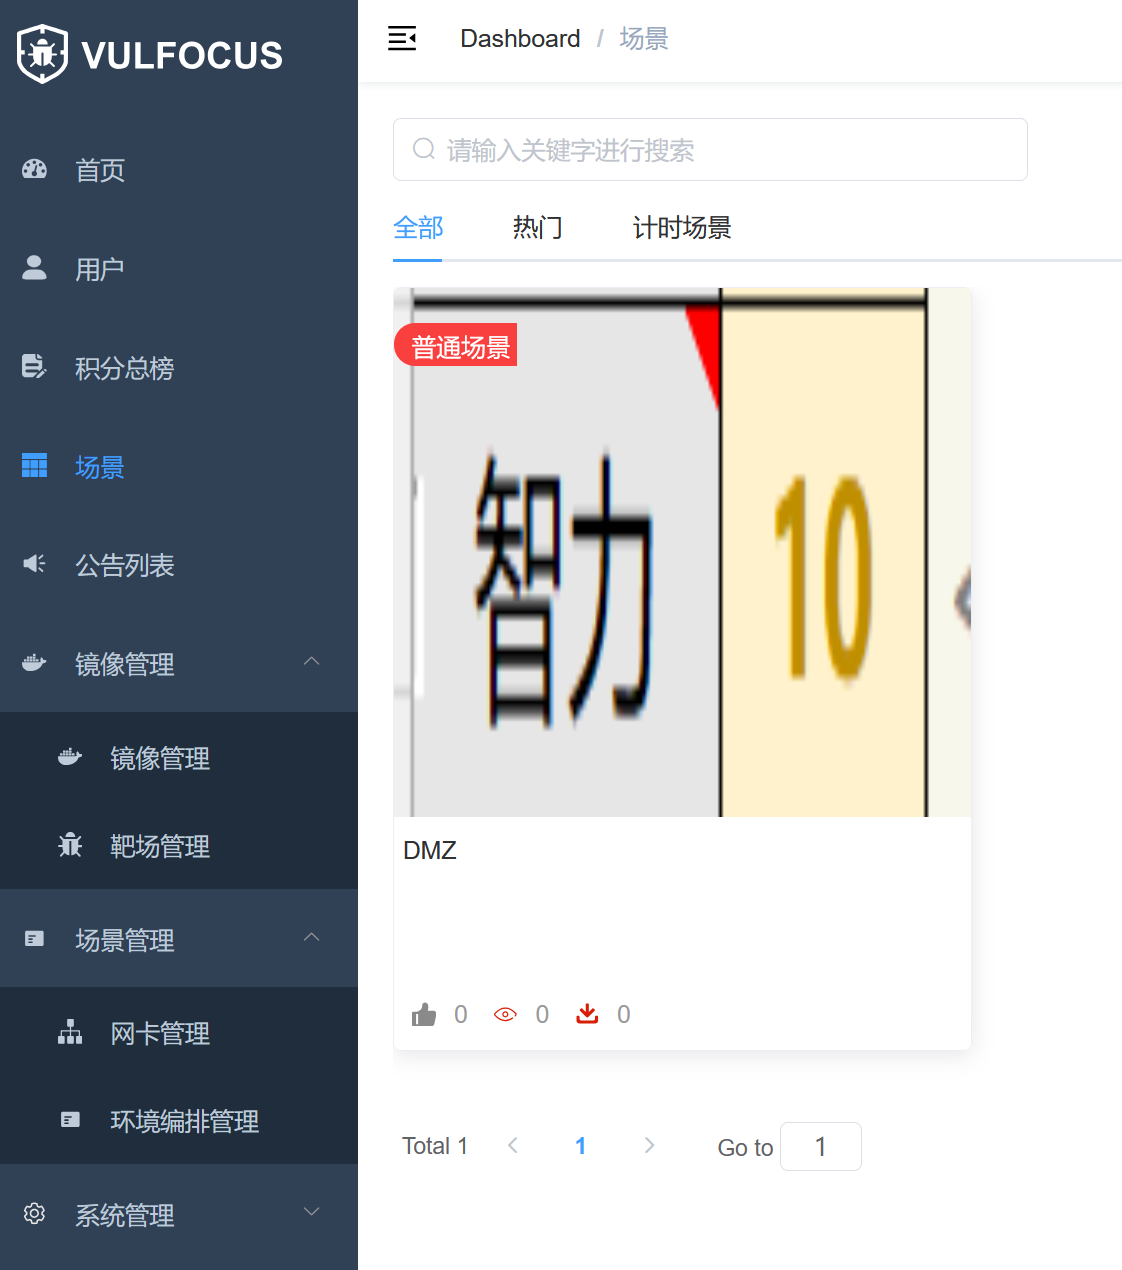 VULFOCUS
首页
用户
积分总榜
场景
公告列表
镜像管理
镜像管理
靶场管理
场景管理
网卡管理
环境编排管理
系统管理
Dashboard / 场景
请输入关键字进行搜索
全部 热门 计时场景
普通场景
智力 10
DMZ
0 0 0
Total 1 1 Go to 1